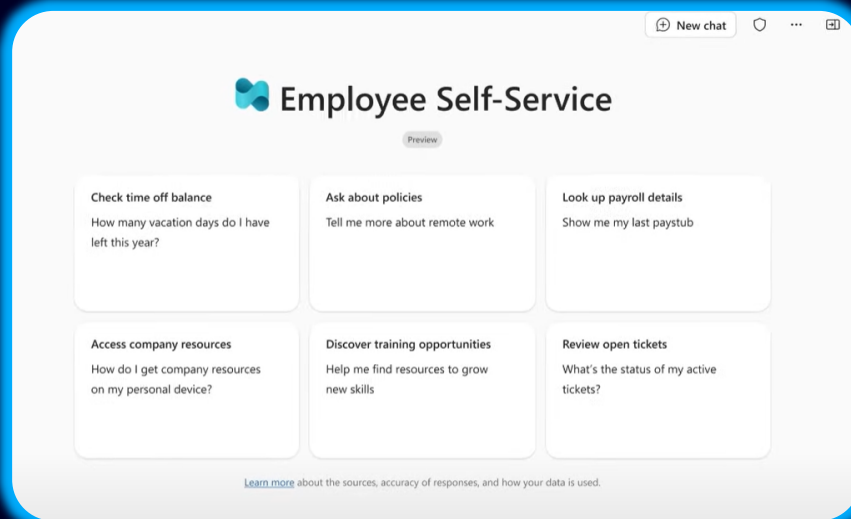 New chat
Employee Self-Service
Preview
Check time off balance
How many vacation days do I have
left this year?
Ask about policies
Tell me more about remote work
Look up payroll details
Show me my last paystub
Access company resources
How do I get company resources
on my personal device?
Discover training opportunities
Help me find resources to grow
new skills
Review open tickets
What's the status of my active
tickets?
Learn more about the sources, accuracy of responses, and how your data is used.